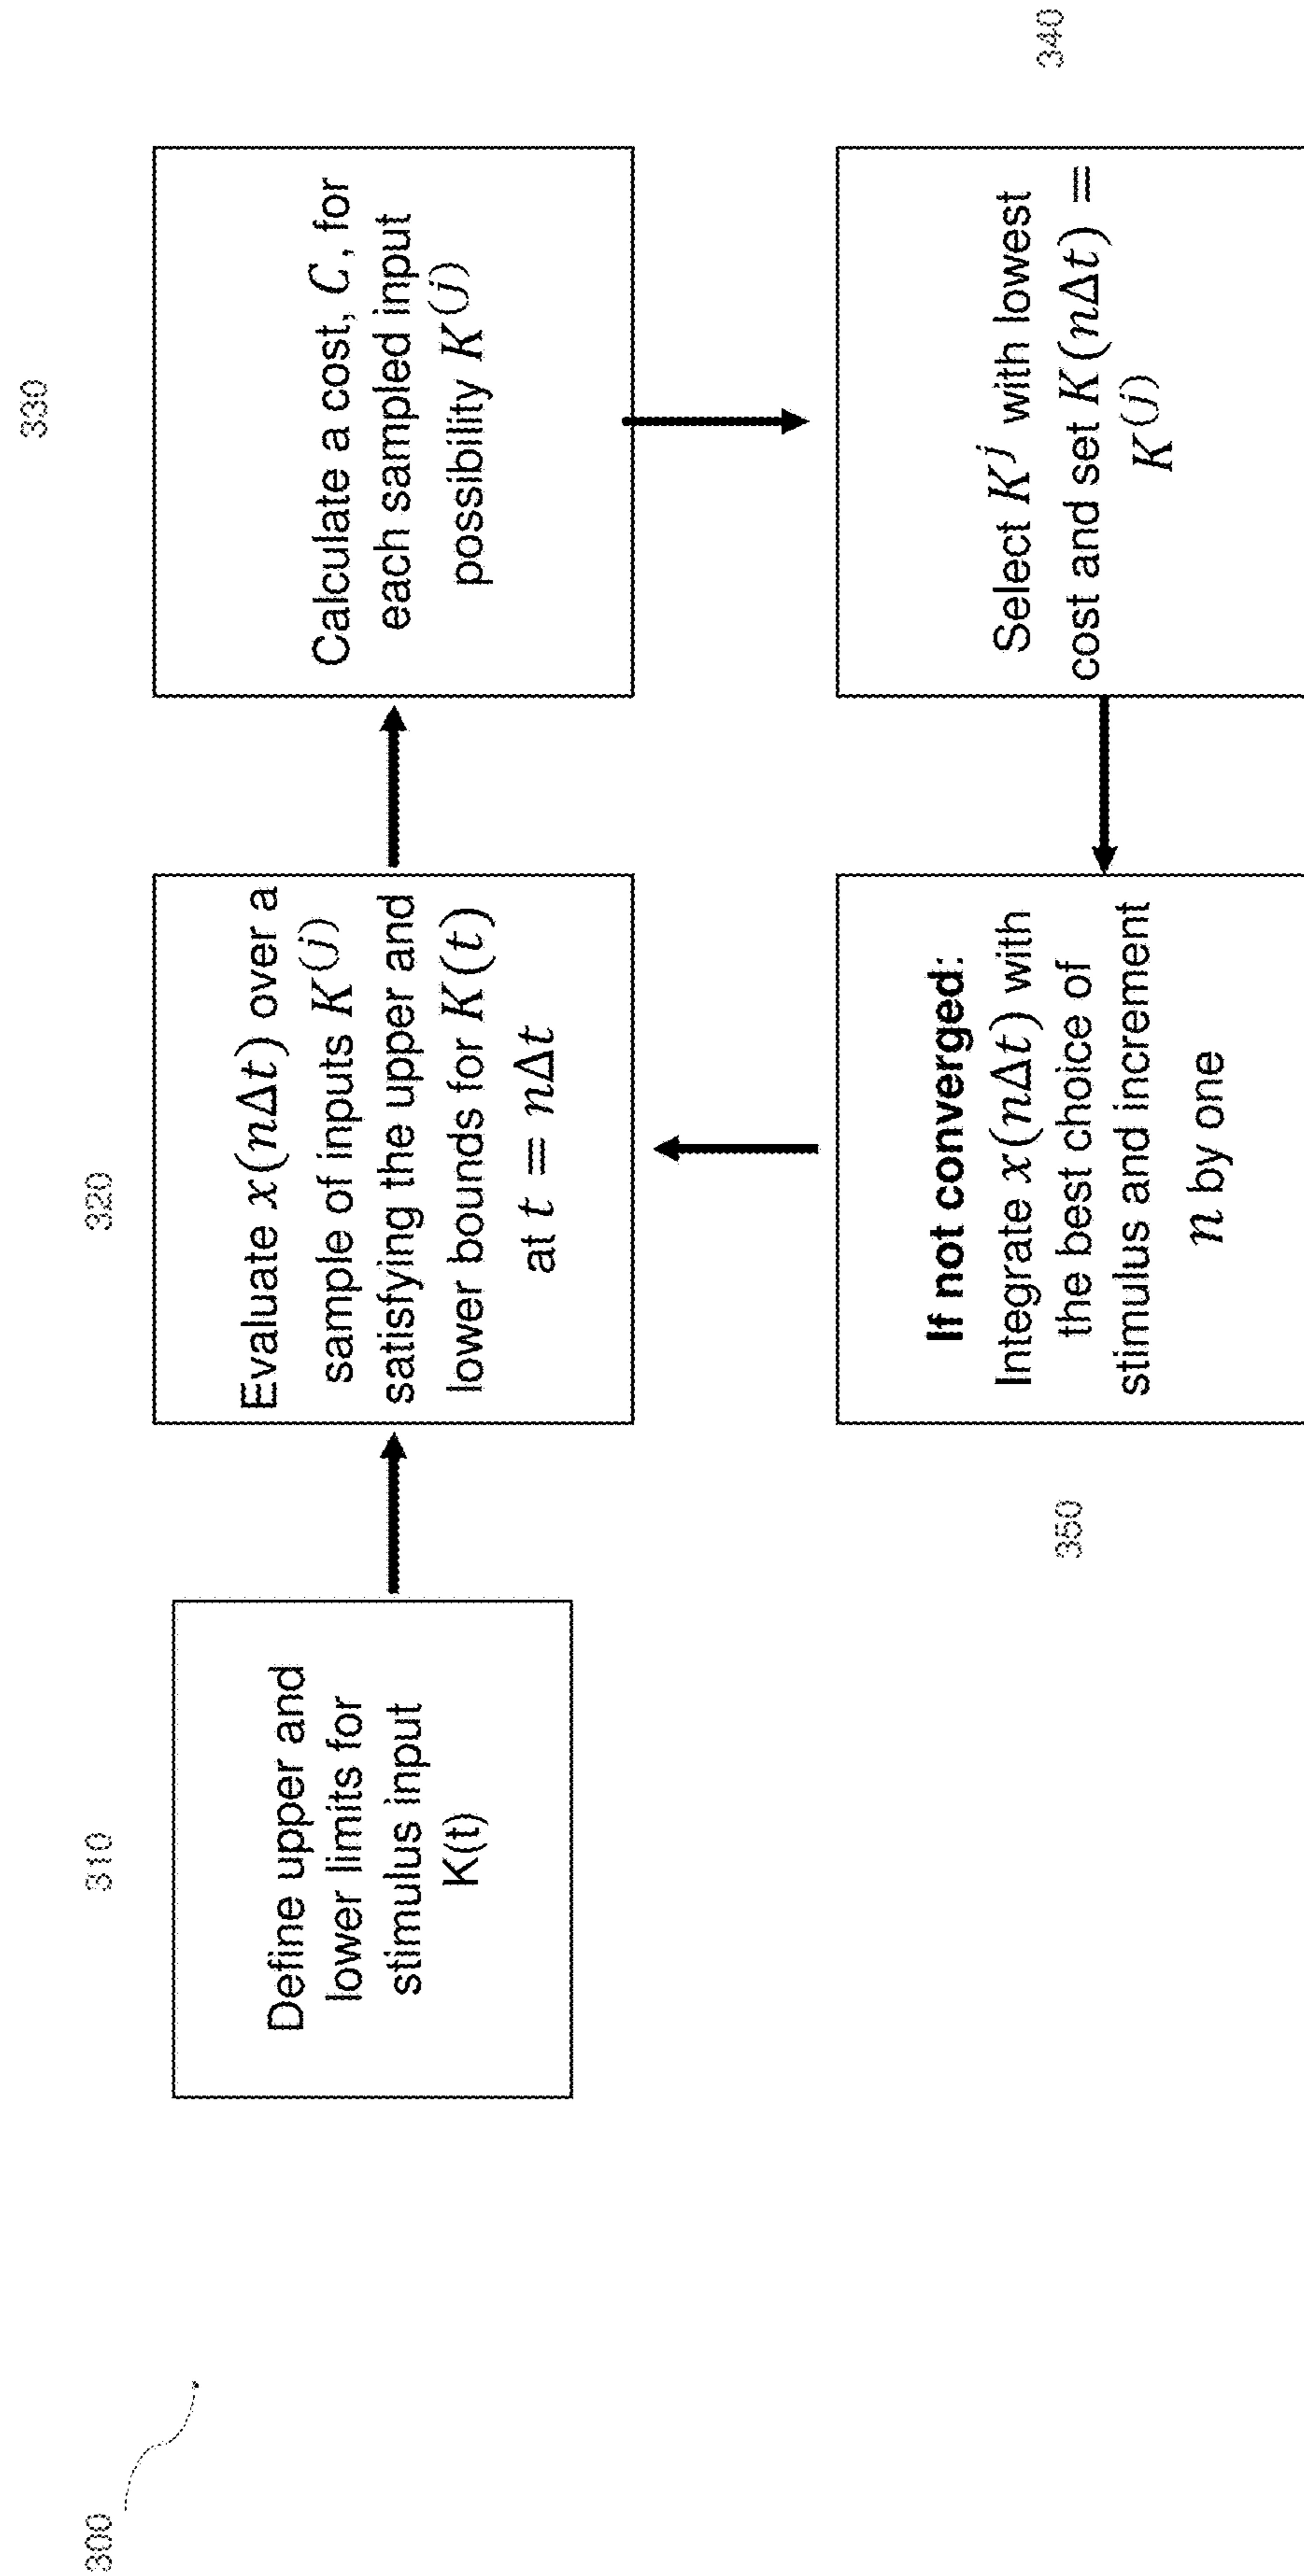 300
310
Define upper and
lower limits for
stimulus input
K(t)
320
Evaluate x(nΔt) over a
sample of inputs K^(j)
satisfying the upper and
lower bounds for K(t)
at t = nΔt
330
Calculate a cost, C, for
each sampled input
possibility K^(j)
340
Select K^j with lowest
cost and set K(nΔt) =
K^(j)
350
If not converged:
Integrate x(nΔt) with
the best choice of
stimulus and increment
n by one